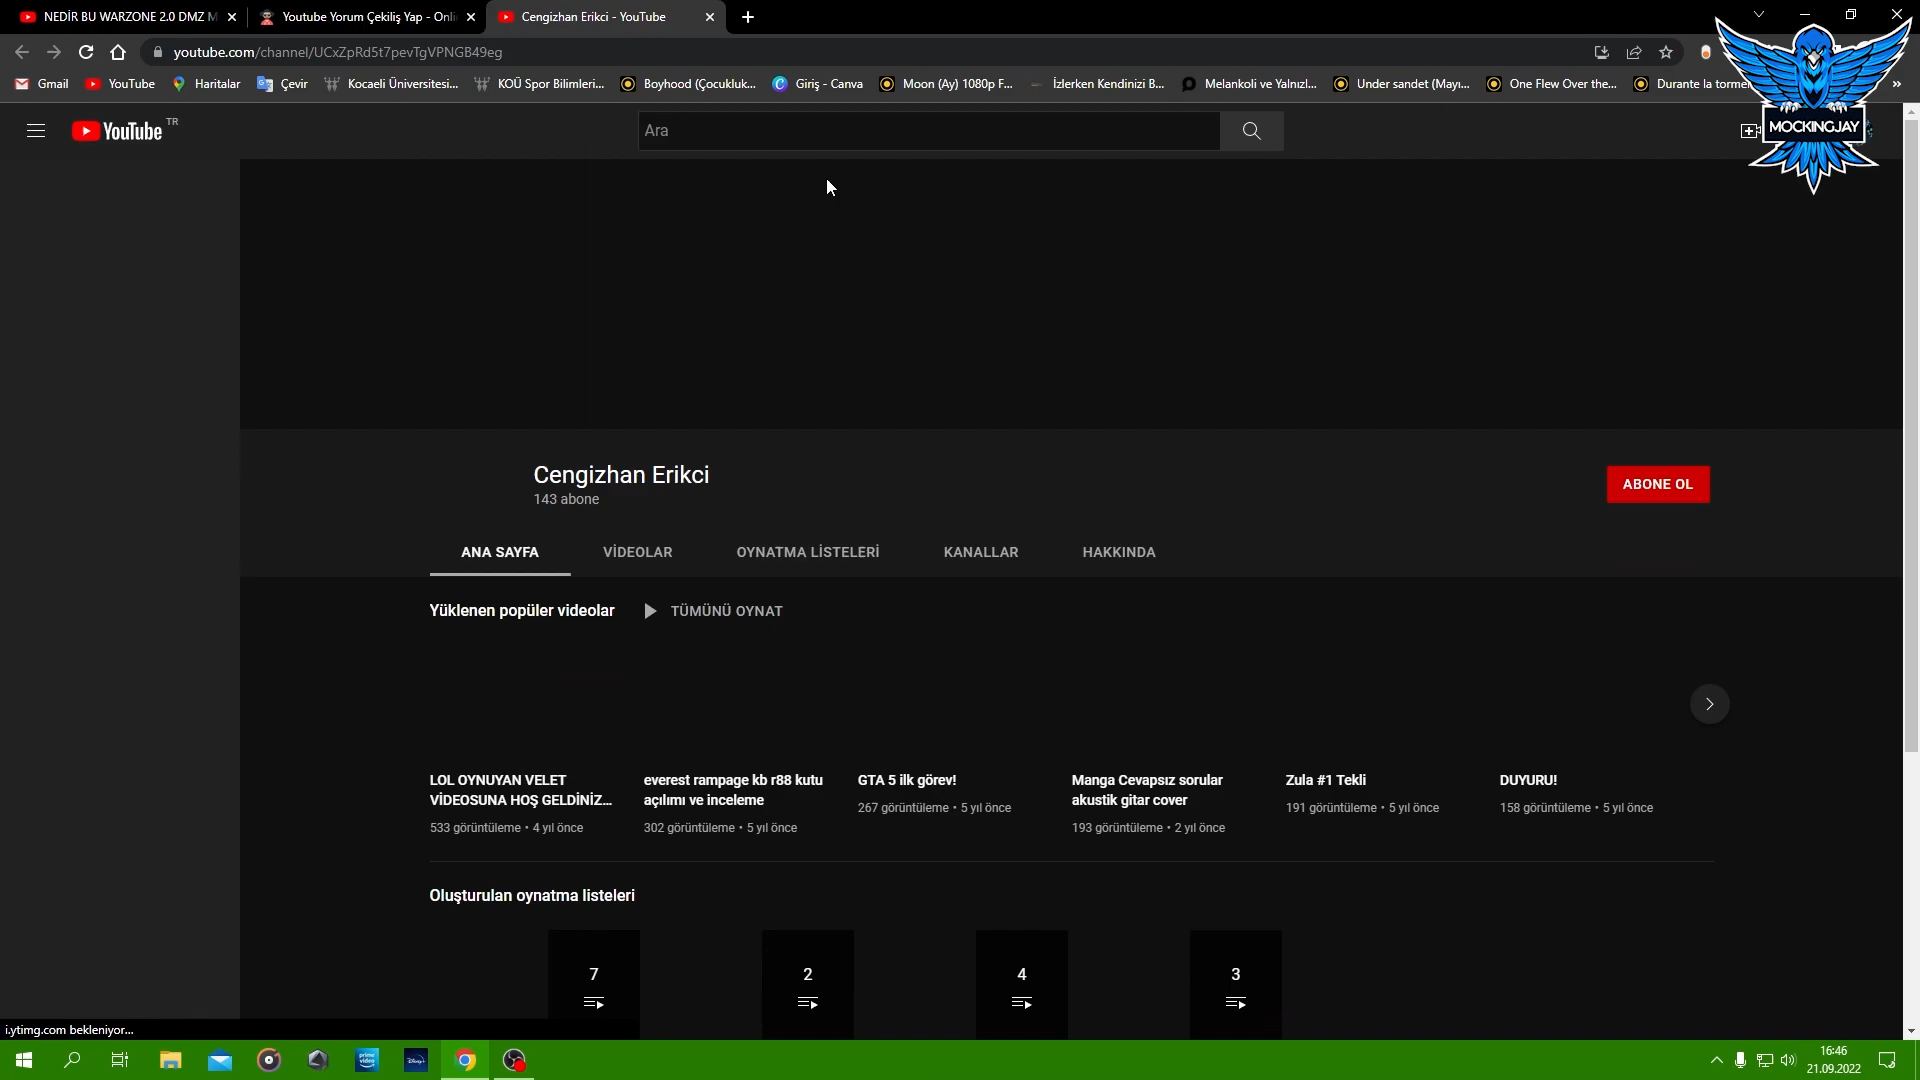 NEDİR BU WARZONE 2.0 DMZ M
Youtube Yorum Çekiliş Yap - Onli
Cengizhan Erikci - YouTube
youtube.com/channel/UCxZpRd5t7pevTgVPNGB49eg
Gmail YouTube Haritalar Çevir Kocaeli Üniversitesi... KOÜ Spor Bilimleri... Boyhood (Çocukluk... Giriş - Canva Moon (Ay) 1080p F... İzlerken Kendinizi B... Melankoli ve Yalnızl... Under sandet (Mayı... One Flew Over the... Durante la tormen »
YouTube TR
Ara
MOCKINGJAY
Cengizhan Erikci
143 abone
ABONE OL
ANA SAYFA VİDEOLAR OYNATMA LİSTELERİ KANALLAR HAKKINDA
Yüklenen popüler videolar TÜMÜNÜ OYNAT
LOL OYNUYAN VELET
VİDEOSUNA HOŞ GELDİNİZ...
533 görüntüleme • 4 yıl önce
everest rampage kb r88 kutu
açılımı ve inceleme
302 görüntüleme • 5 yıl önce
GTA 5 ilk görev!
267 görüntüleme • 5 yıl önce
Manga Cevapsız sorular
akustik gitar cover
193 görüntüleme • 2 yıl önce
Zula #1 Tekli
191 görüntüleme • 5 yıl önce
DUYURU!
158 görüntüleme • 5 yıl önce
Oluşturulan oynatma listeleri
7 2 4 3
i.ytimg.com bekleniyor...
prime video
Disney+
16:46
21.09.2022